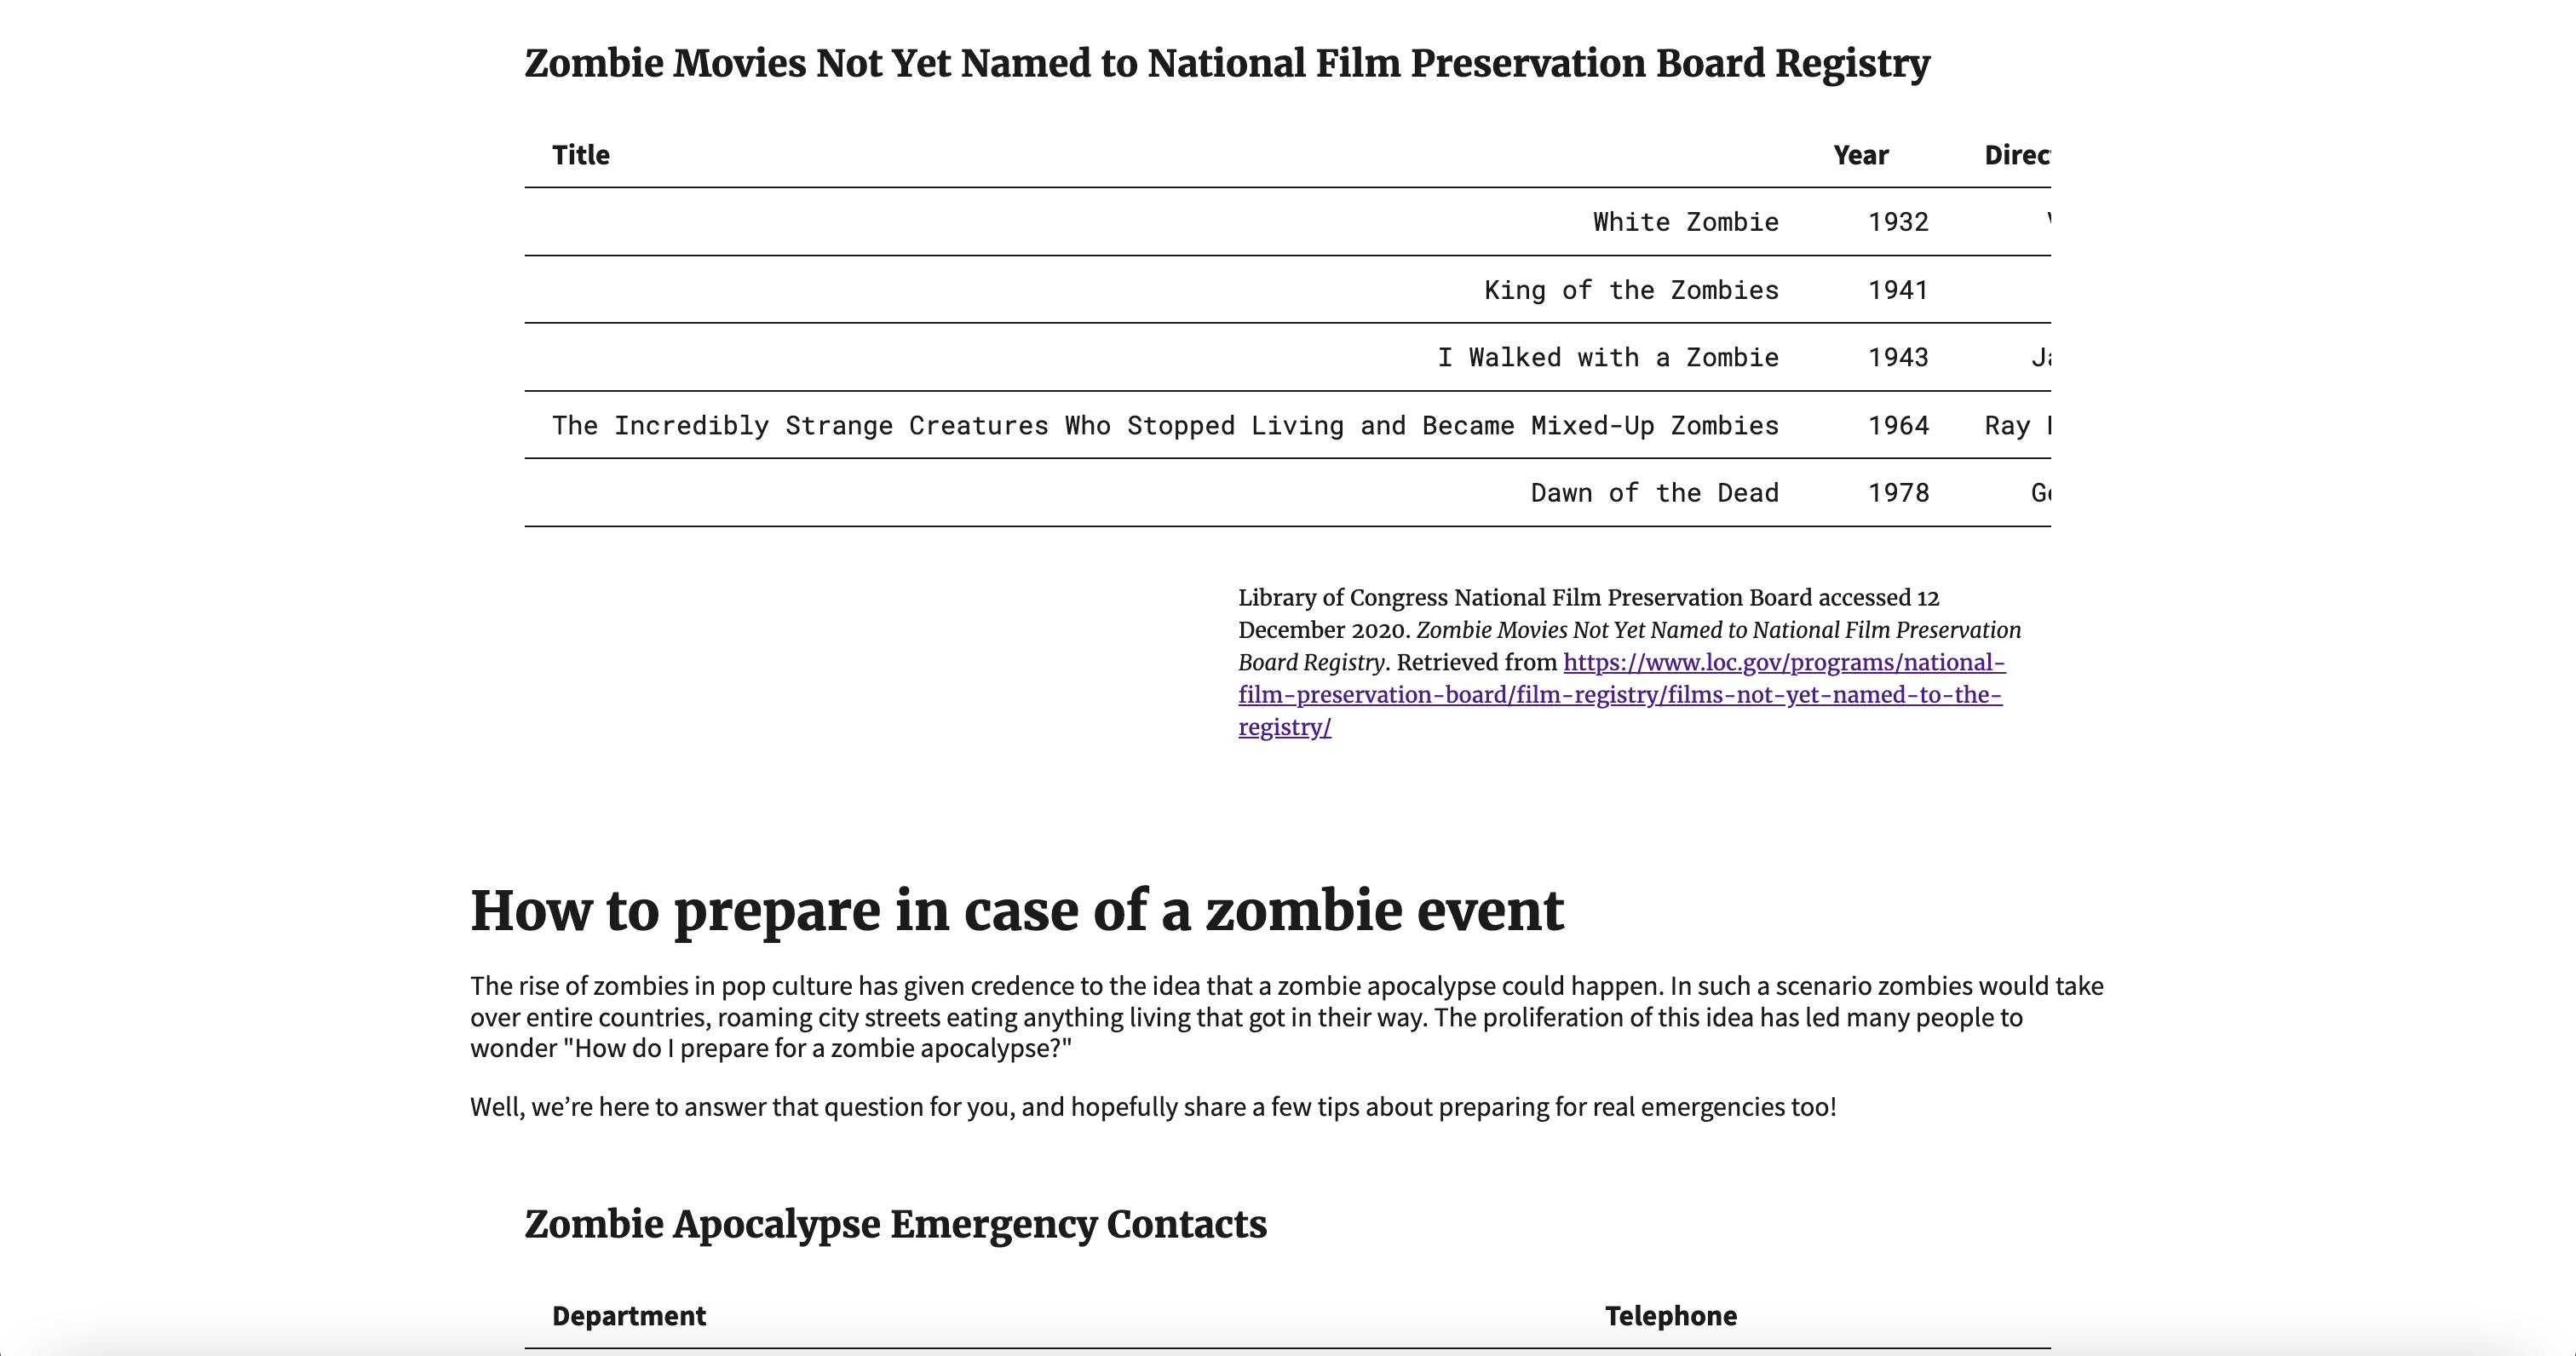 Zombie Movies Not Yet Named to National Film Preservation Board Registry
Title Year
White Zombie 1932
King of the Zombies 1941
I Walked with a Zombie 1943
The Incredibly Strange Creatures Who Stopped Living and Became Mixed-Up Zombies 1964 Ray
Dawn of the Dead 1978
Library of Congress National Film Preservation Board accessed 12
December 2020. Zombie Movies Not Yet Named to National Film Preservation
Board Registry. Retrieved from https://www.loc.gov/programs/national-
film-preservation-board/film-registry/films-not-yet-named-to-the-
registry/
How to prepare in case of a zombie event
The rise of zombies in pop culture has given credence to the idea that a zombie apocalypse could happen. In such a scenario zombies would take
over entire countries, roaming city streets eating anything living that got in their way. The proliferation of this idea has led many people to
wonder "How do I prepare for a zombie apocalypse?"
Well, we’re here to answer that question for you, and hopefully share a few tips about preparing for real emergencies too!
Zombie Apocalypse Emergency Contacts
Department Telephone